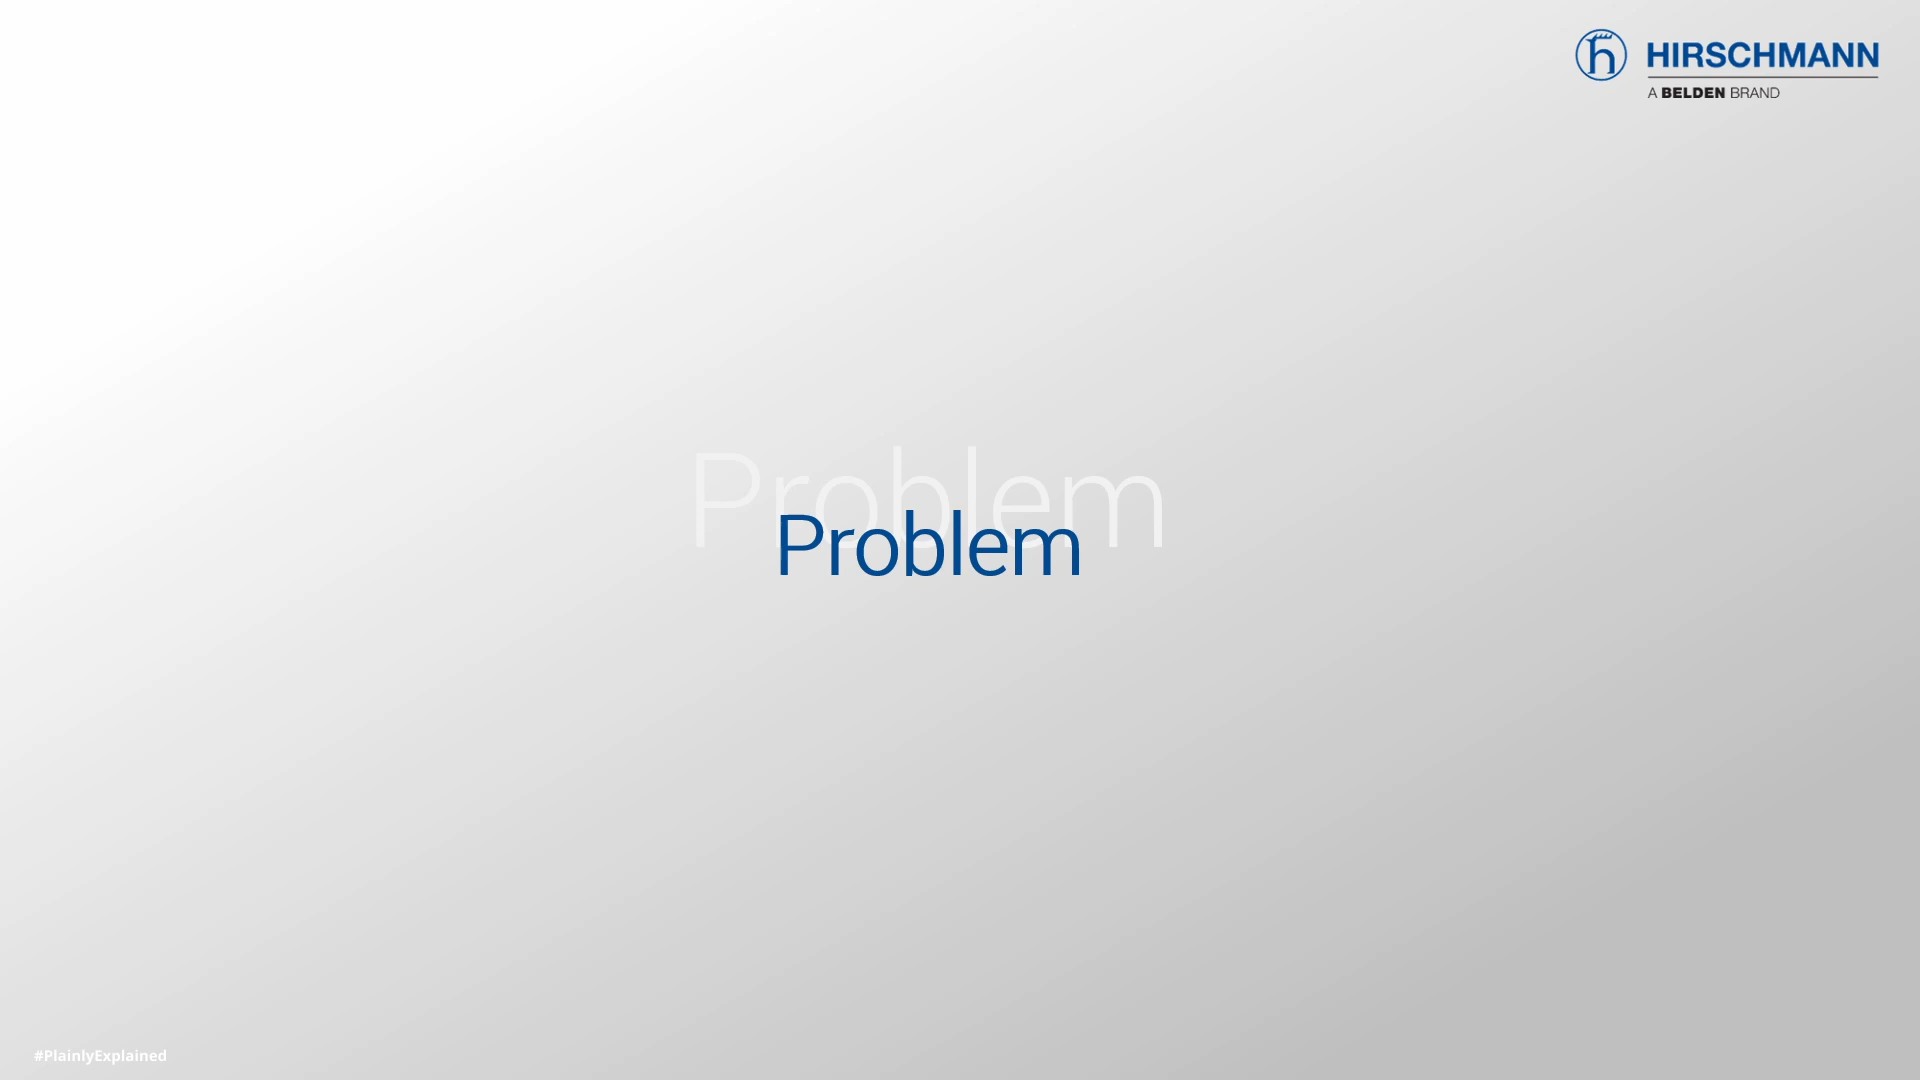 HIRSCHMANN
A BELDEN BRAND
Problem
Problem
#PlainlyExplained